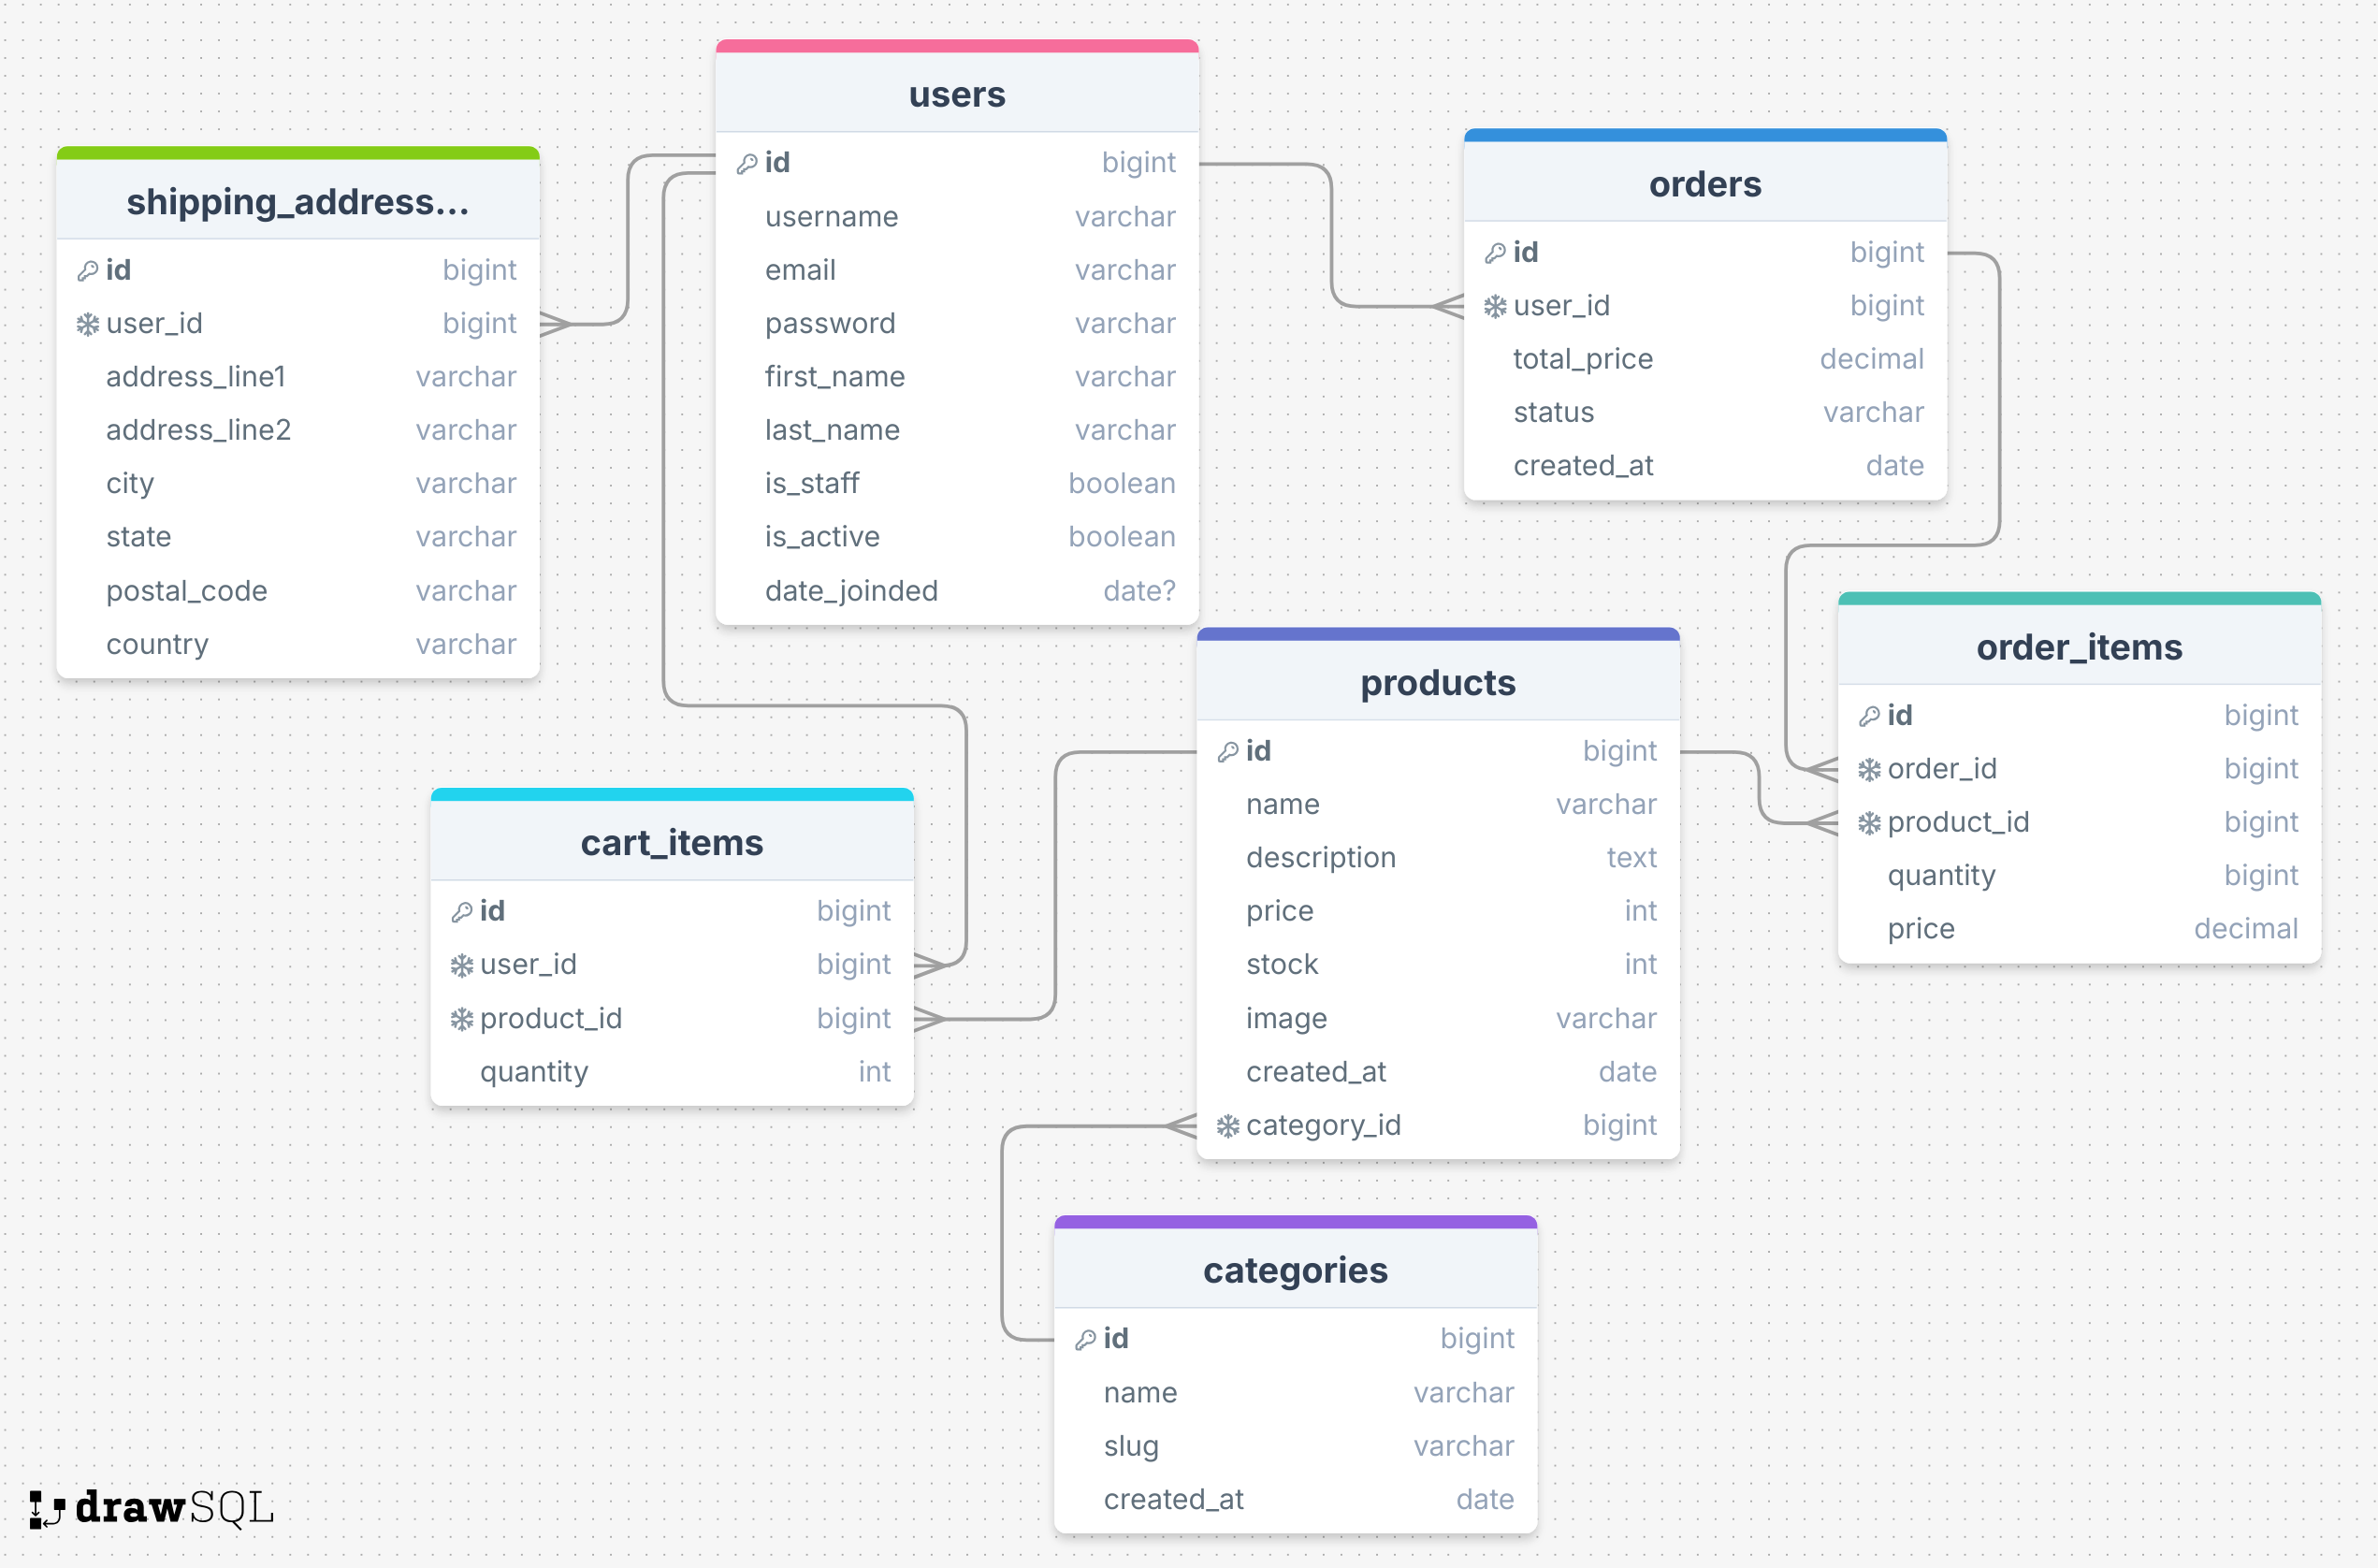 users
id bigint
username varchar
email varchar
password varchar
first_name varchar
last_name varchar
is_staff boolean
is_active boolean
date_joinded date?
shipping_address...
id bigint
user_id bigint
address_line1 varchar
address_line2 varchar
city varchar
state varchar
postal_code varchar
country varchar
orders
id bigint
user_id bigint
total_price decimal
status varchar
created_at date
order_items
id bigint
order_id bigint
product_id bigint
quantity bigint
price decimal
products
id bigint
name varchar
description text
price int
stock int
image varchar
created_at date
category_id bigint
cart_items
id bigint
user_id bigint
product_id bigint
quantity int
categories
id bigint
name varchar
slug varchar
created_at date
drawSQL